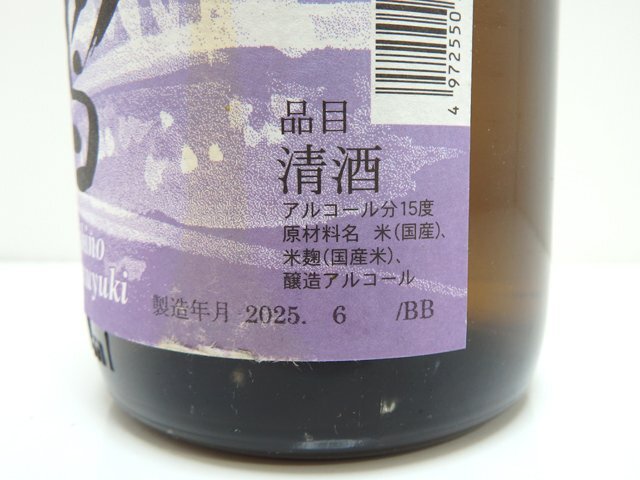 4 972550
品目
清酒
アルコール分15度
原材料名 米(国産)、
米麹(国産米)、
醸造アルコール
製造年月 2025. 6 /BB